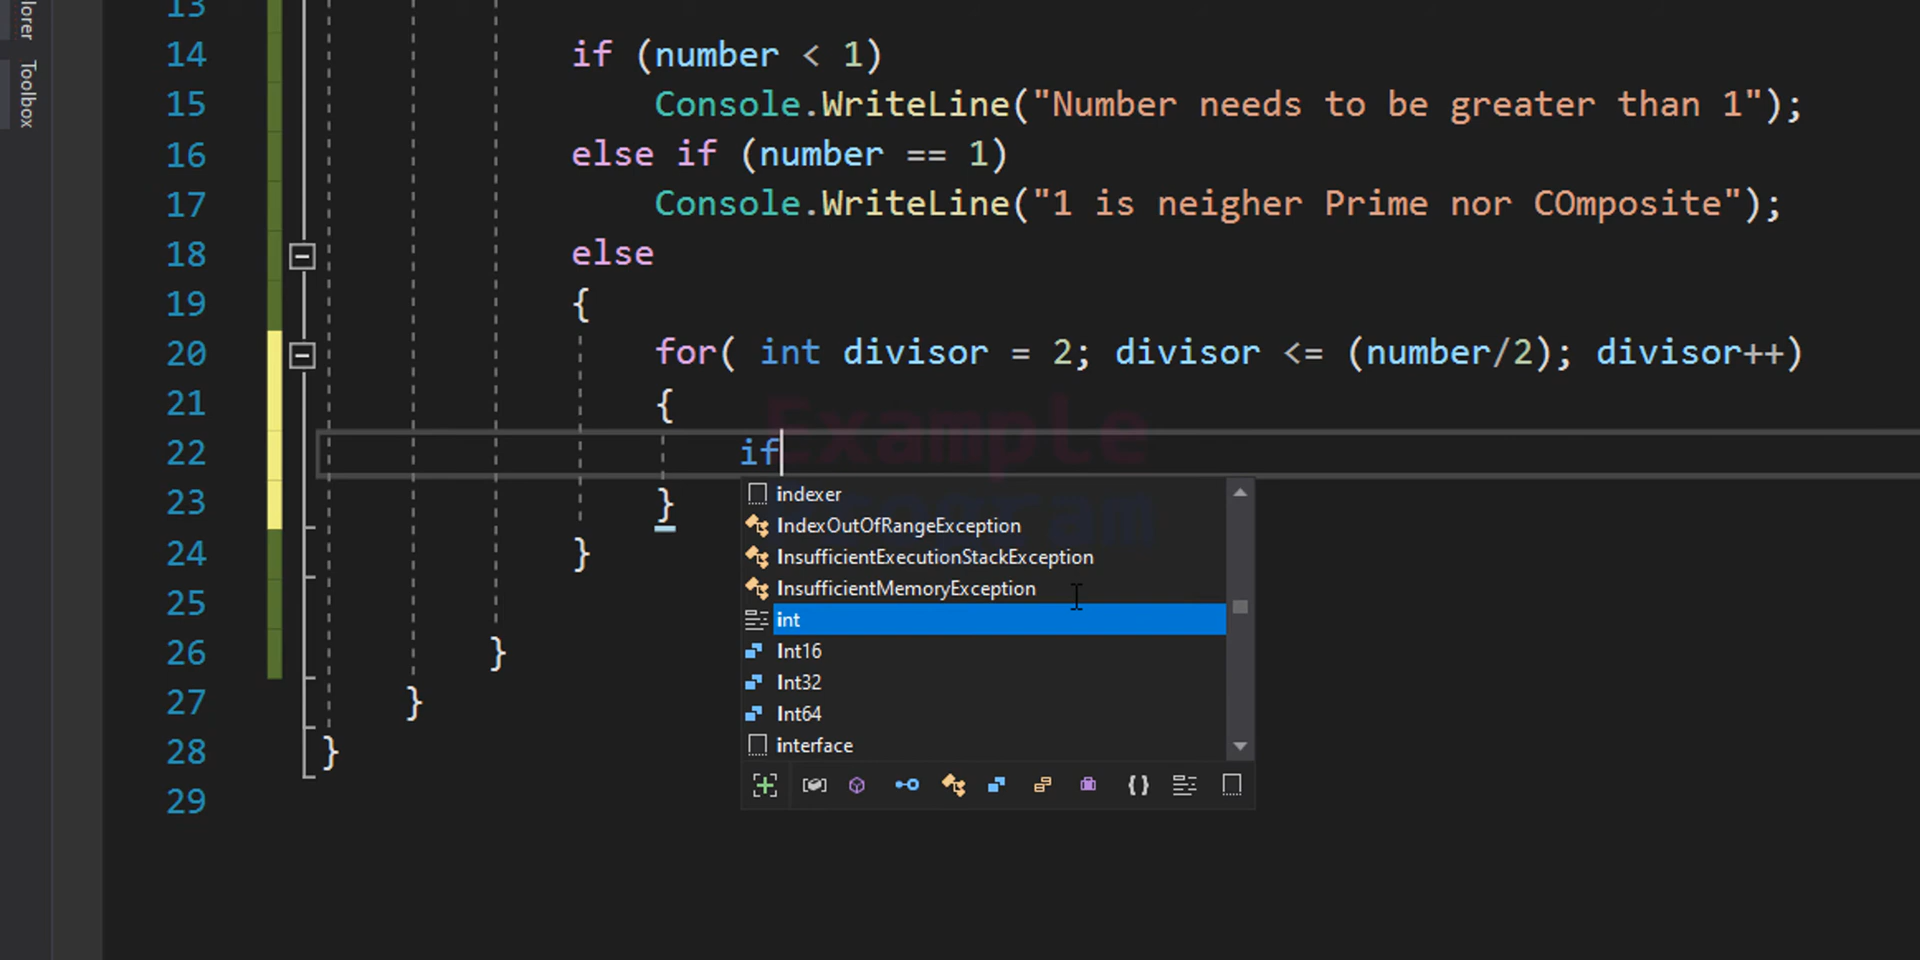 lorer
Toolbox
13
14 if (number < 1)
15 Console.WriteLine("Number needs to be greater than 1");
16 else if (number == 1)
17 Console.WriteLine("1 is neigher Prime nor COmposite");
18 else
19 {
20 for( int divisor = 2; divisor <= (number/2); divisor++)
21 {
22 if
23 }
24 }
25
26 }
27 }
28 }
29
Example
Program
indexer
IndexOutOfRangeException
InsufficientExecutionStackException
InsufficientMemoryException
int
Int16
Int32
Int64
interface